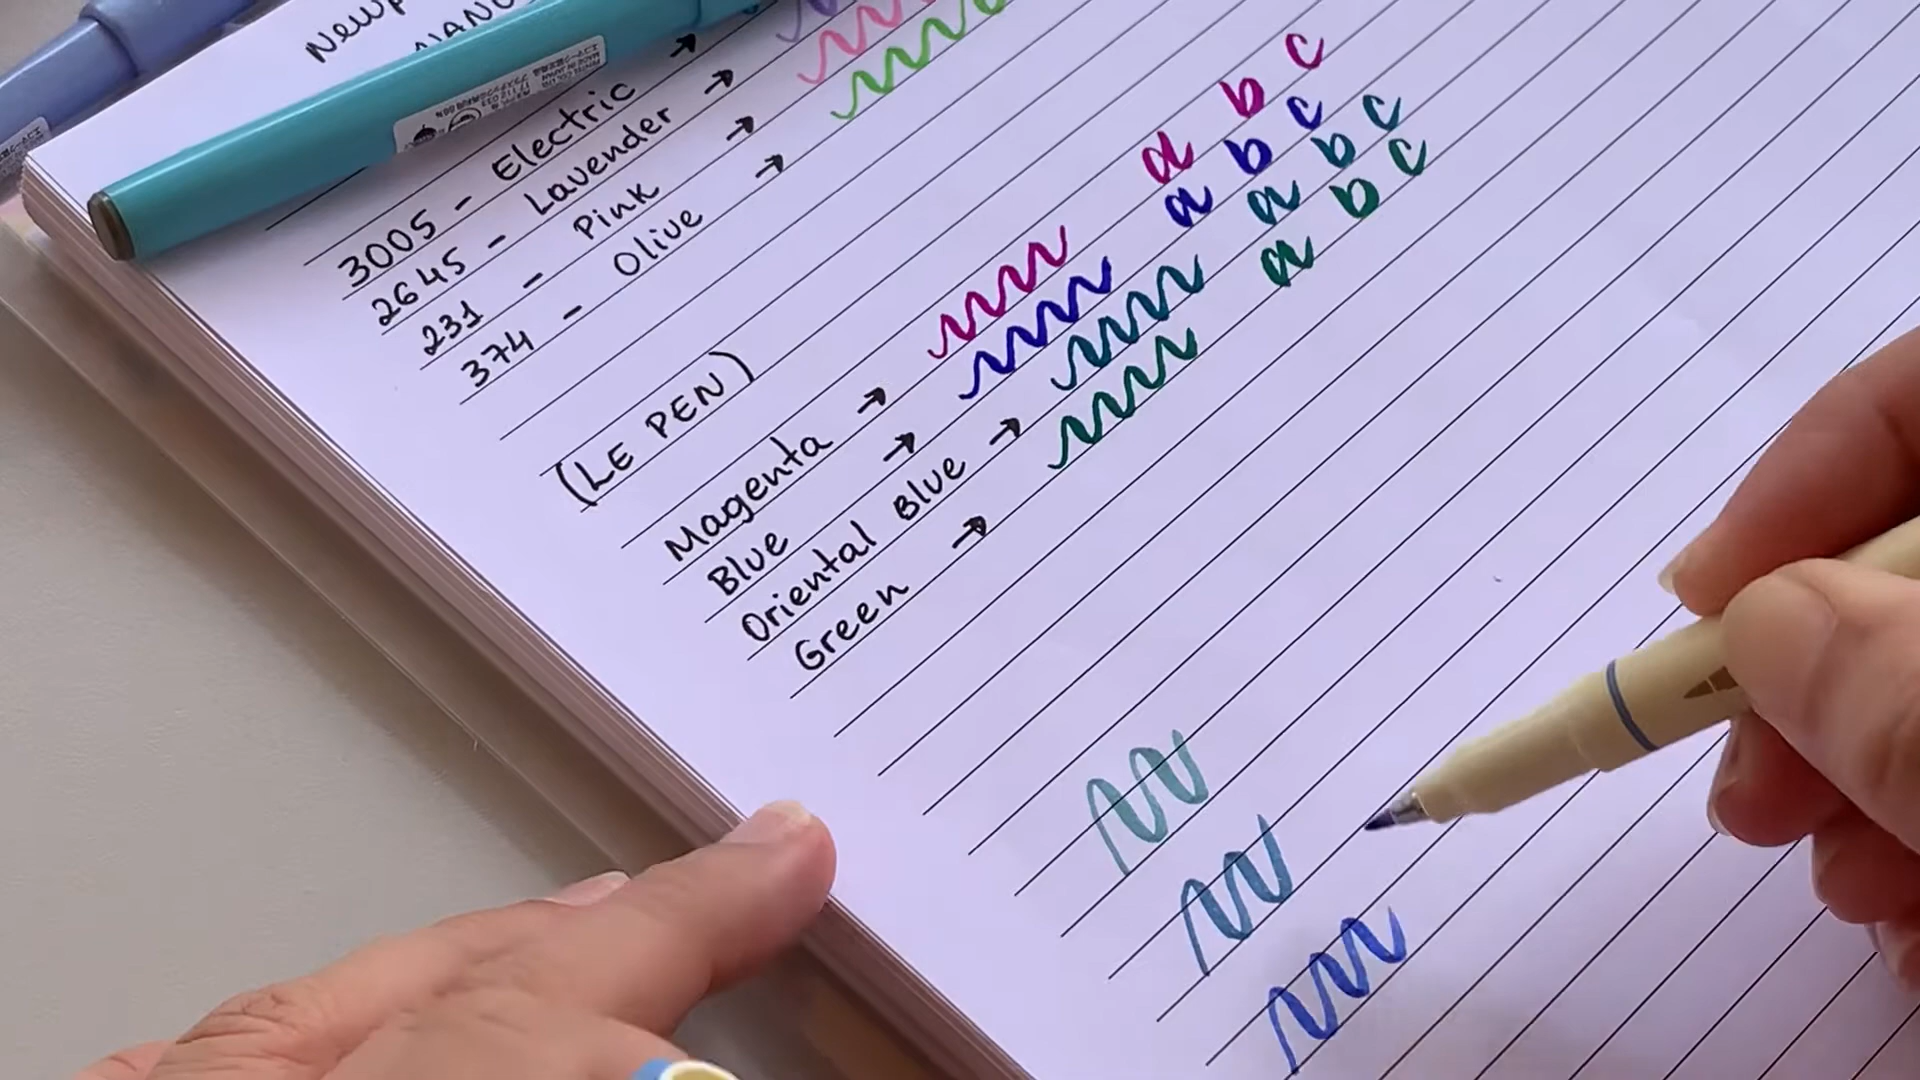 3005 - Electric →
2645 - Lavender →
231 - Pink →
374 - Olive →
(LE PEN)
Magenta → a b c
Blue → a b c
Oriental Blue → a b c
Green → a b c